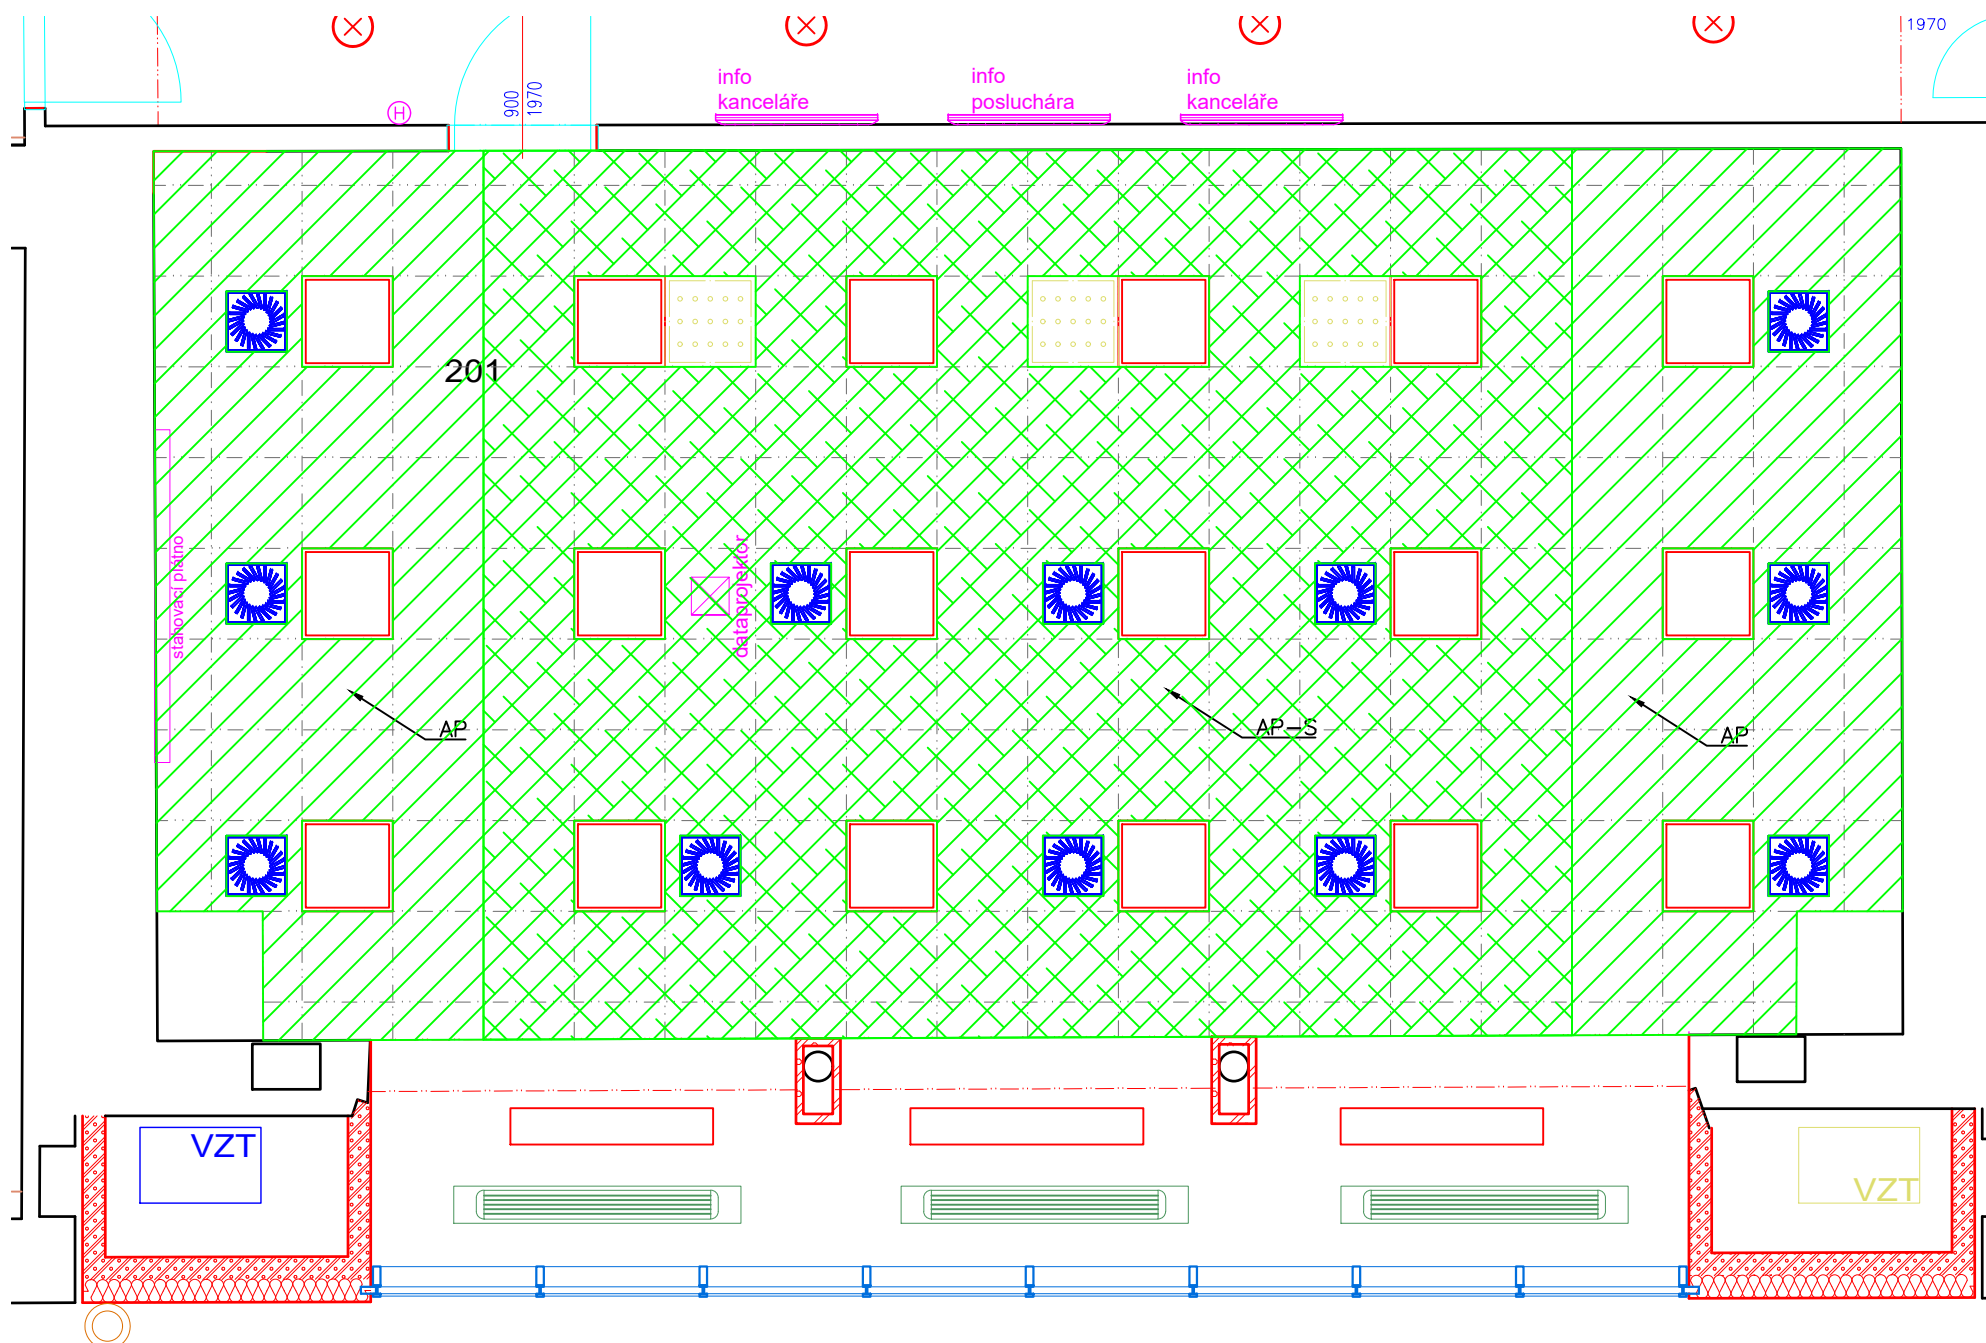 1970
info
kanceláře
info
posluchára
info
kanceláře
900
1970
H
201
stahovací plátno
dataprojektor
AP
AP-S
AP
VZT
VZT